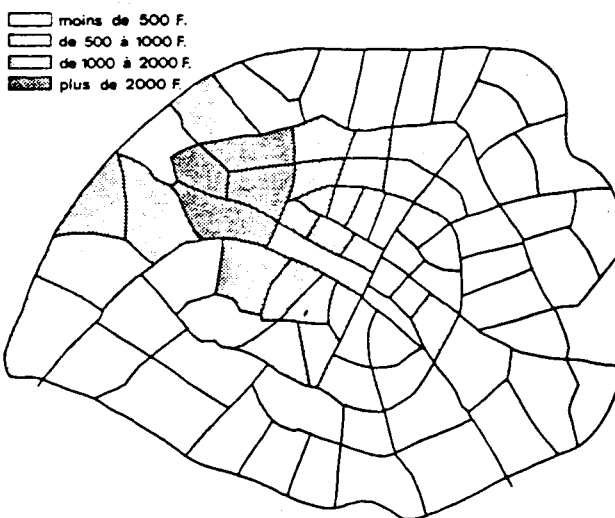 moins de 500 F.
de 500 à 1000 F.
de 1000 à 2000 F.
plus de 2000 F.